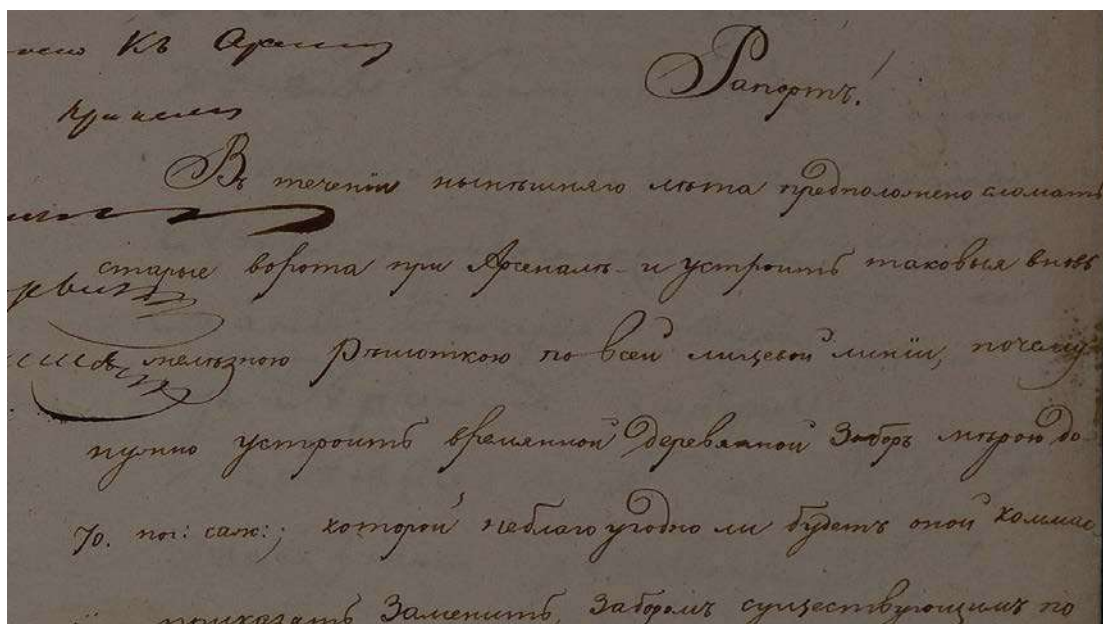 Къ
Рапортъ!
Въ теченіи нынѣшняго лѣта предположено сломать
старые ворота при Арсеналѣ и устроить таковыя вновь
желѣзною Рѣшоткою по всей лицевой линіи, почему
нужно устроить временной деревянной Заборъ мѣрою до
70. пог: саж:; которой неблагоугодно ли будетъ оной Коммис
приказать Заменить, Заборомъ существующимъ по